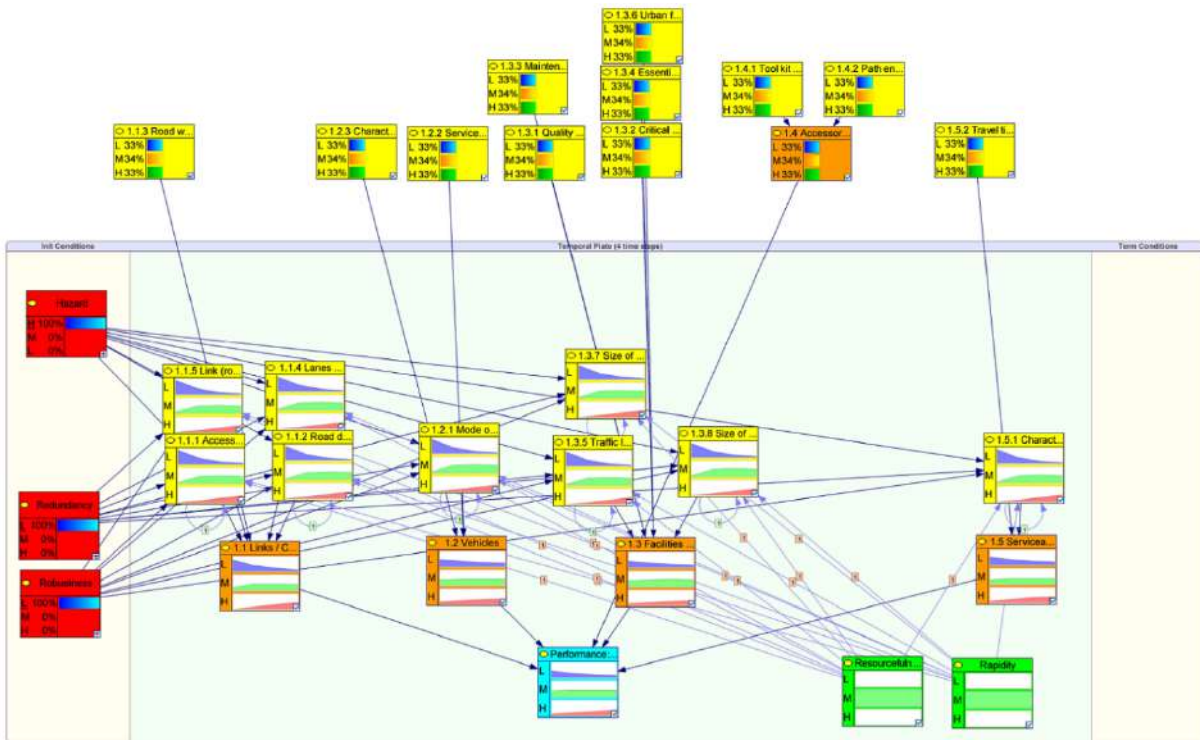 1.3.6 Urban f...
L 33%
M 34%
H 33%
1.3.3 Mainten...
L 33%
M 34%
H 33%
1.3.4 Essenti...
L 33%
M 34%
H 33%
1.4.1 Tool kit ...
L 33%
M 34%
H 33%
1.4.2 Path en...
L 33%
M 34%
H 33%
1.1.3 Road w...
L 33%
M 34%
H 33%
1.2.3 Charact...
L 33%
M 34%
H 33%
1.2.2 Service...
L 33%
M 34%
H 33%
1.3.1 Quality ...
L 33%
M 34%
H 33%
1.3.2 Critical ...
L 33%
M 34%
H 33%
1.4 Accessor...
L 33%
M 34%
H 33%
1.5.2 Travel ti...
L 33%
M 34%
H 33%
Init Conditions
Temporal Plate (4 time steps)
Term Conditions
Hazard
H 100%
M 0%
L 0%
1.1.5 Link (ro...
L
M
H
1.1.4 Lanes ...
L
M
H
1.3.7 Size of ...
L
M
H
1.1.1 Access...
L
M
H
1.1.2 Road d...
L
M
H
1.2.1 Mode o...
L
M
H
1.3.5 Traffic l...
L
M
H
1.3.8 Size of ...
L
M
H
1.5.1 Charact...
L
M
H
Redundancy
L 100%
M 0%
H 0%
Robustness
L 100%
M 0%
H 0%
1.1 Links / C...
L
M
H
1.2 Vehicles
L
M
H
1.3 Facilities ...
L
M
H
1.5 Servicea...
L
M
H
Performance:...
L
M
H
Resourcefuln...
L
M
H
Rapidity
L
M
H